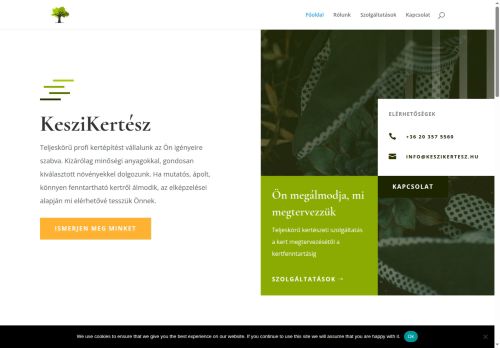 Főoldal Rólunk Szolgáltatások Kapcsolat
KesziKertész
Teljeskörű profi kertépítést vállalunk az Ön igényeire
szabva. Kizárólag minőségi anyagokkal, gondosan
kiválasztott növényekkel dolgozunk. Ha mutatós, ápolt,
könnyen fenntartható kertről álmodik, az elképzelései
alapján mi elérhetővé tesszük Önnek.
ISMERJEN MEG MINKET
ELÉRHETŐSÉGEK
+36 20 357 5560
INFO@KESZIKERTESZ.HU
KAPCSOLAT
Ön megálmodja, mi
megtervezzük
Teljeskörű kertészeti szolgáltatás
a kert megtervezésétől a
kertfenntartásig
SZOLGÁLTATÁSOK →
We use cookies to ensure that we give you the best experience on our website. If you continue to use this site we will assume that you are happy with it. Ok